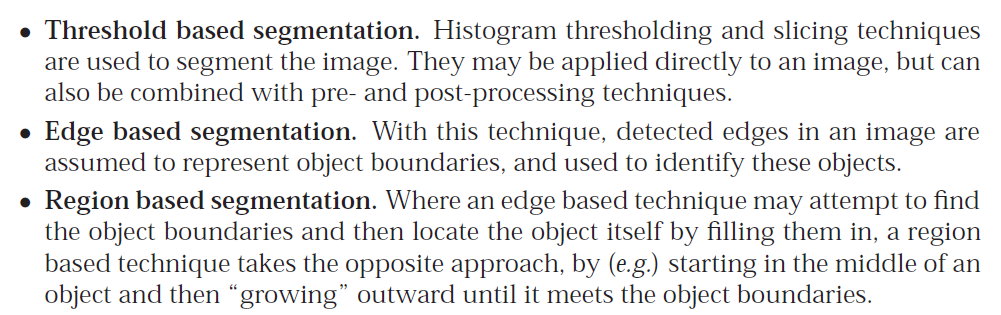 • Threshold based segmentation. Histogram thresholding and slicing techniques
are used to segment the image. They may be applied directly to an image, but can
also be combined with pre- and post-processing techniques.
• Edge based segmentation. With this technique, detected edges in an image are
assumed to represent object boundaries, and used to identify these objects.
• Region based segmentation. Where an edge based technique may attempt to find
the object boundaries and then locate the object itself by filling them in, a region
based technique takes the opposite approach, by (e.g.) starting in the middle of an
object and then “growing” outward until it meets the object boundaries.